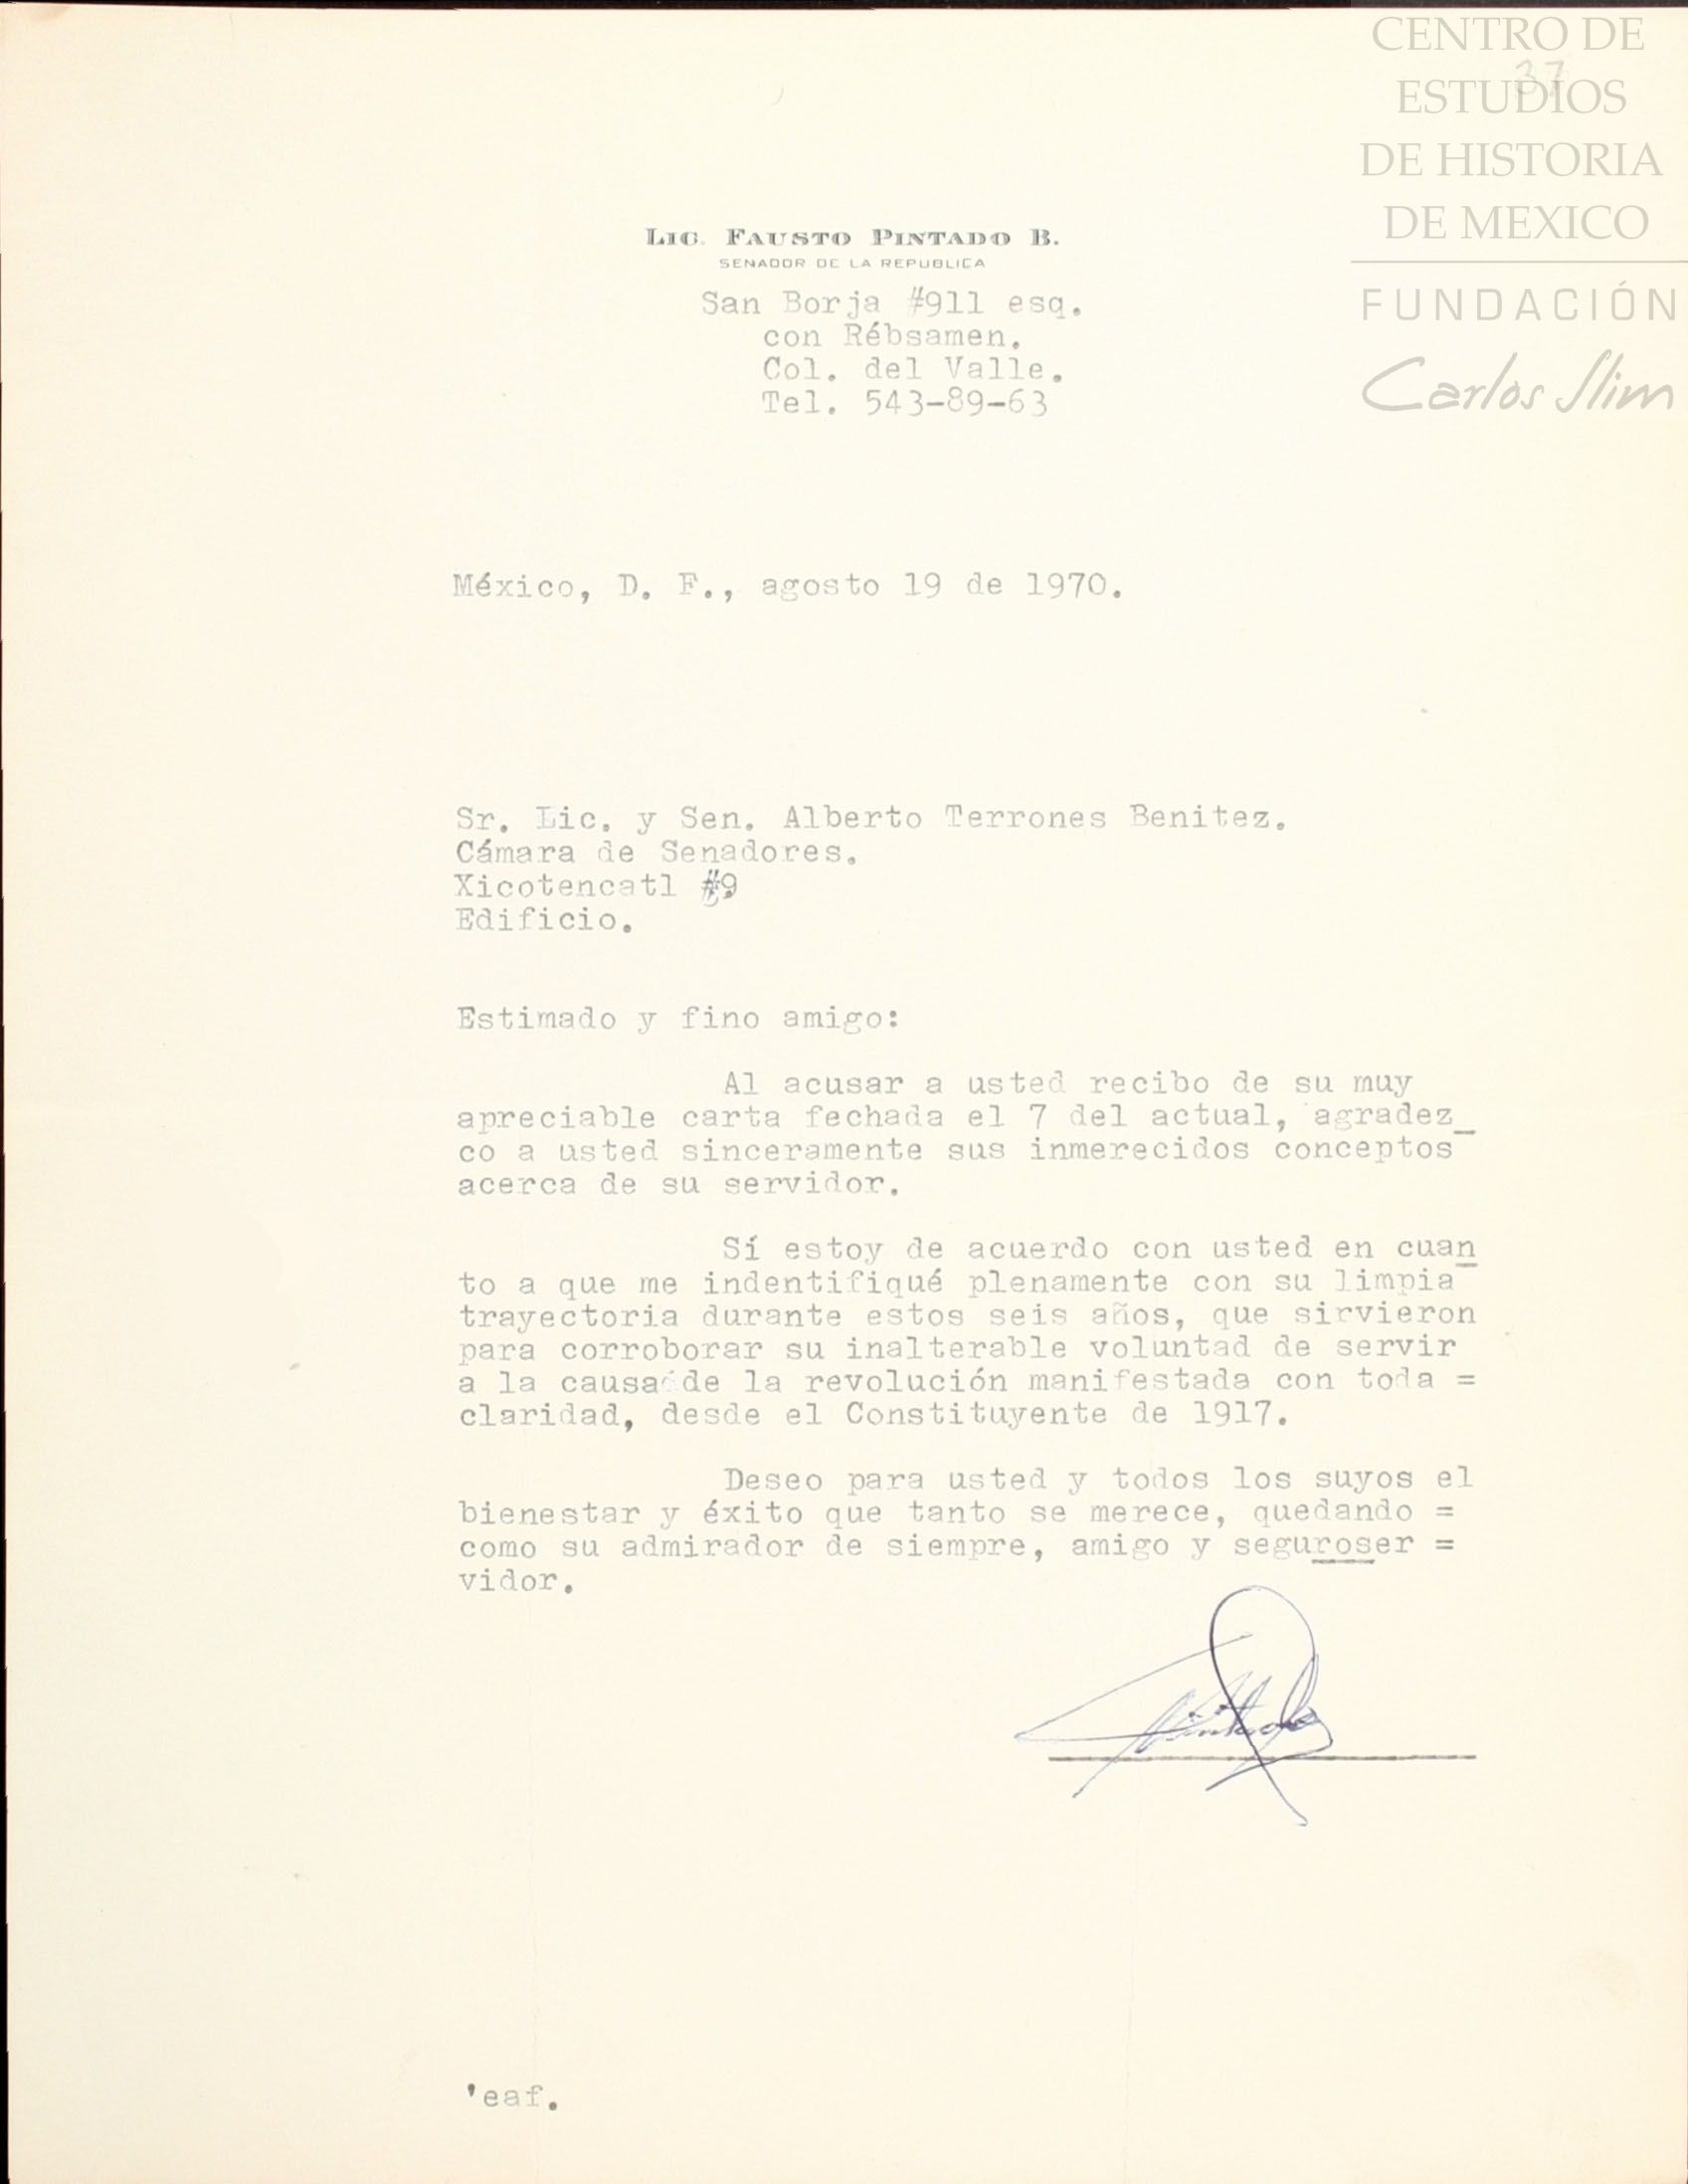 CENTRO DE
ESTUDIOS
37
DE HISTORIA
DE MEXICO
FUNDACIÓN
Carlos Slim
LIC. FAUSTO PINTADO B.
SENADOR DE LA REPUBLICA
San Borja #911 esq.
con Rébsamen.
Col. del Valle.
Tel. 543-89-63
México, D. F., agosto 19 de 1970.
Sr. Lic. y Sen. Alberto Terrones Benitez.
Cámara de Senadores.
Xicotencatl #9
Edificio.
Estimado y fino amigo:
Al acusar a usted recibo de su muy
apreciable carta fechada el 7 del actual, agradez_
co a usted sinceramente sus inmerecidos conceptos
acerca de su servidor.
Sí estoy de acuerdo con usted en cuan
to a que me indentifiqué plenamente con su limpia
trayectoria durante estos seis años, que sirvieron
para corroborar su inalterable voluntad de servir
a la causa de la revolución manifestada con toda =
claridad, desde el Constituyente de 1917.
Deseo para usted y todos los suyos el
bienestar y éxito que tanto se merece, quedando =
como su admirador de siempre, amigo y seguroser =
vidor.
Pintado
'eaf.